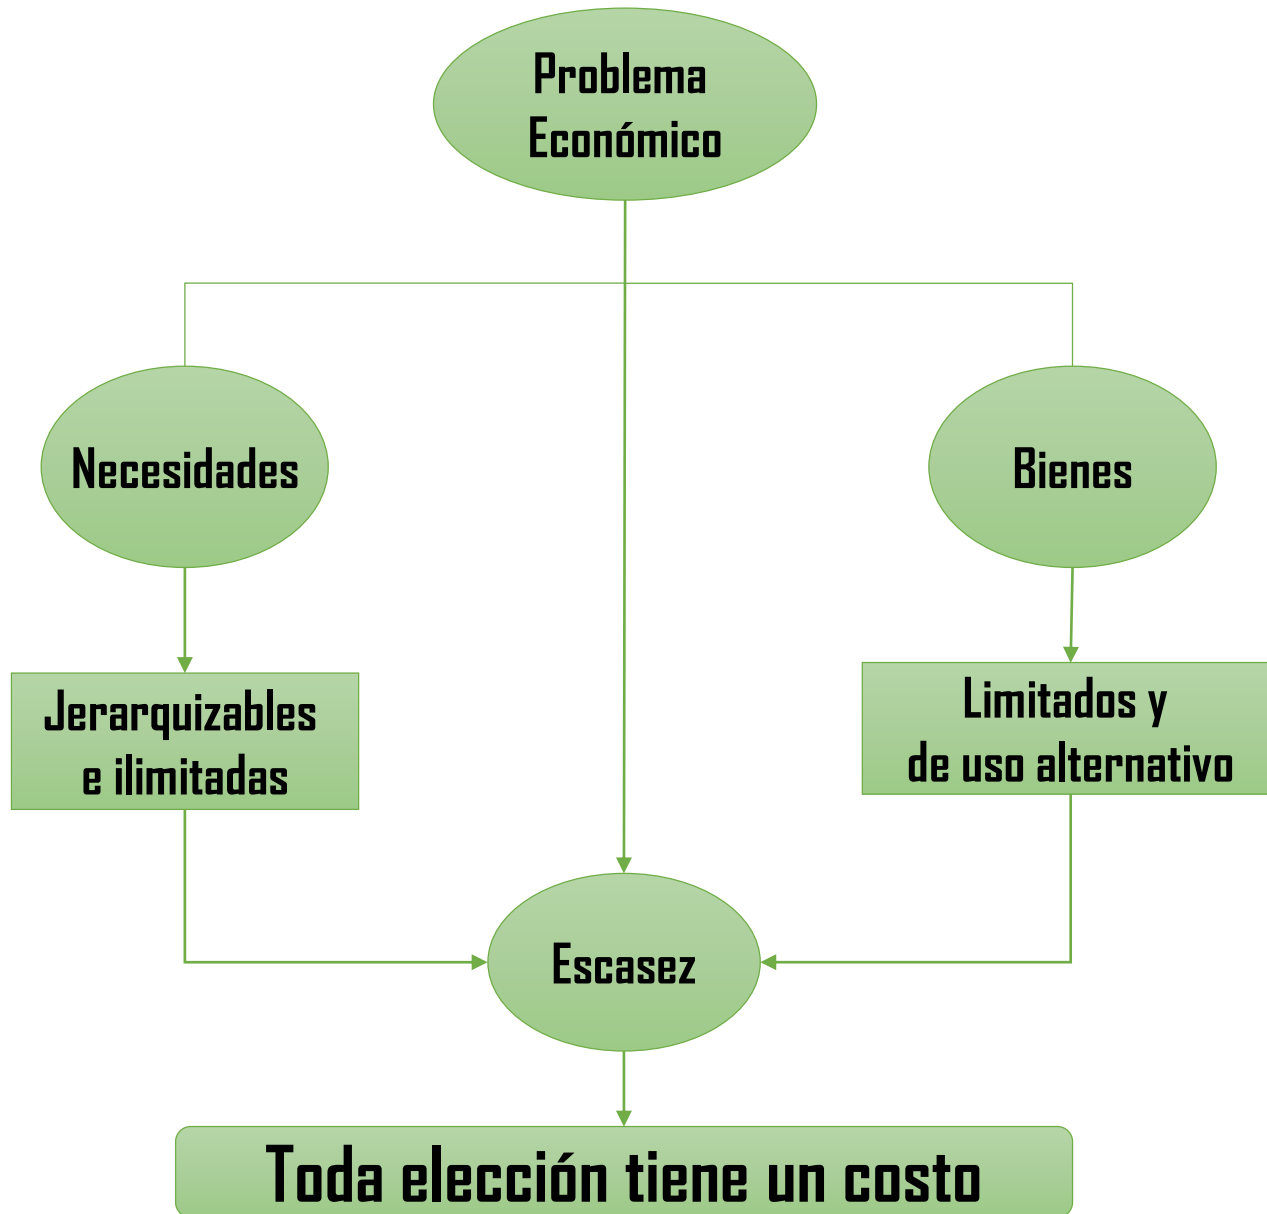 Problema
Económico
Necesidades
Bienes
Jerarquizables
e ilimitadas
Limitados y
de uso alternativo
Escasez
Toda elección tiene un costo